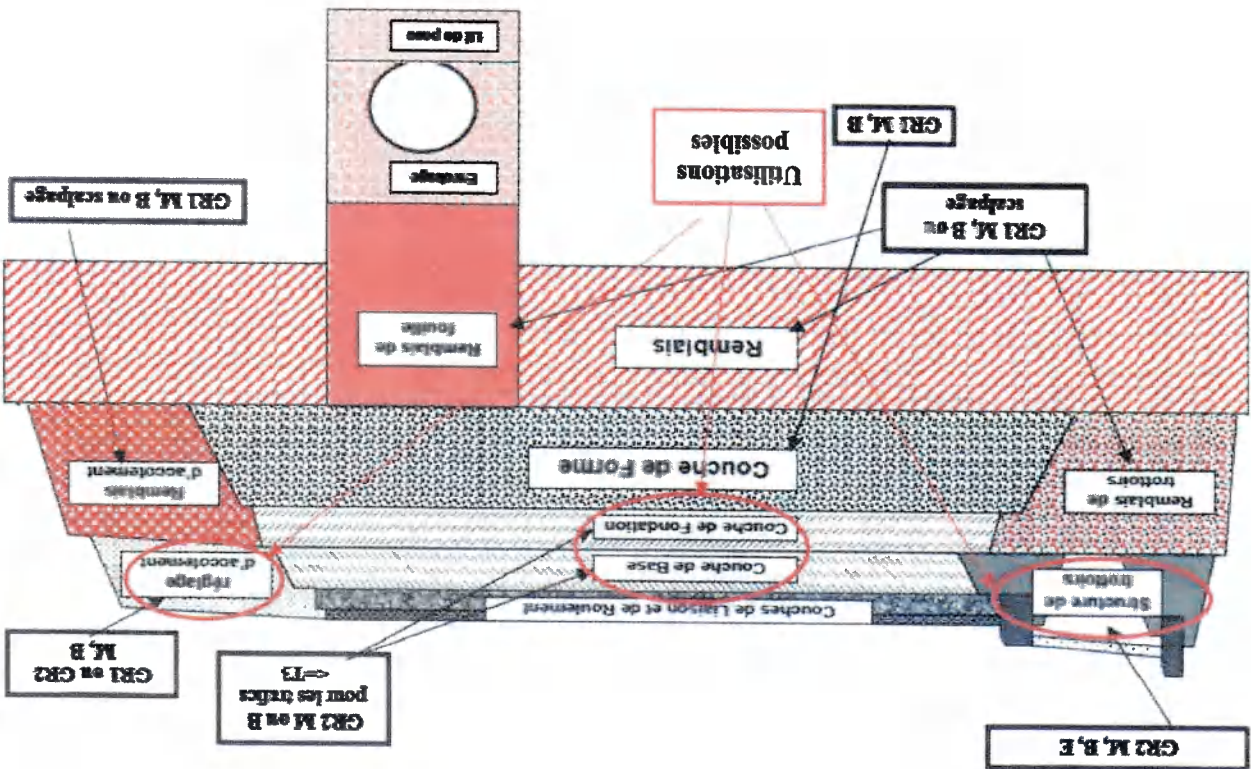 GR2 M, B, E
GR2 M ou B
pour les trafics
<=T3
GR1 ou GR2
M, B
Structure de
trottoirs
Couches de Liaison et de Roulement
Couche de Base
Couche de Fondation
réglage
d'accotement
Remblais de
trottoirs
Couche de Forme
Remblais
d'accotement
Remblais
Remblais de
fouille
GR1 M, B ou
scalpage
GR1 M, B
Utilisations
possibles
GR1 M, B ou scalpage
Enrobage
Lit de pose